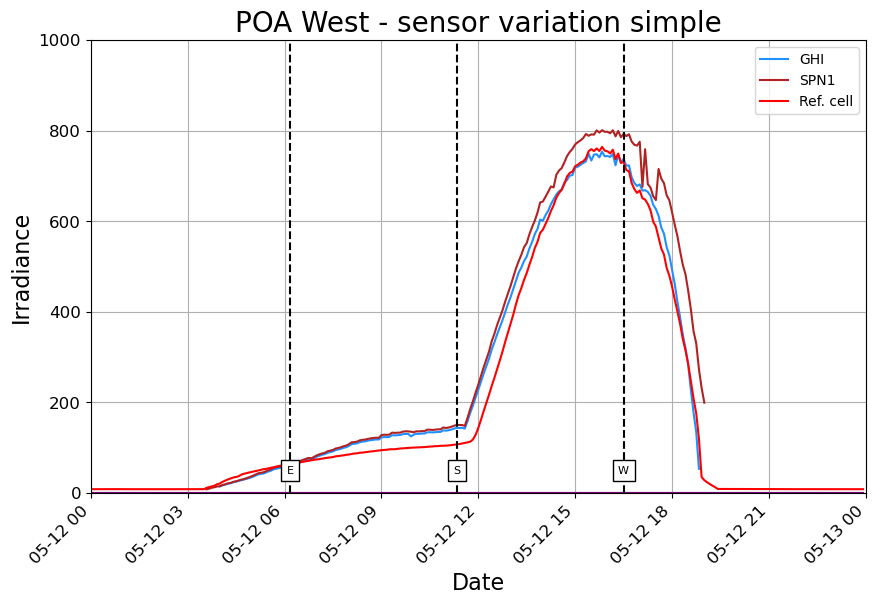 POA West - sensor variation simple
1000
800
600
400
200
0
Irradiance
GHI
SPN1
Ref. cell
E
S
W
05-12 00
05-12 03
05-12 06
05-12 09
05-12 12
05-12 15
05-12 18
05-12 21
05-13 00
Date